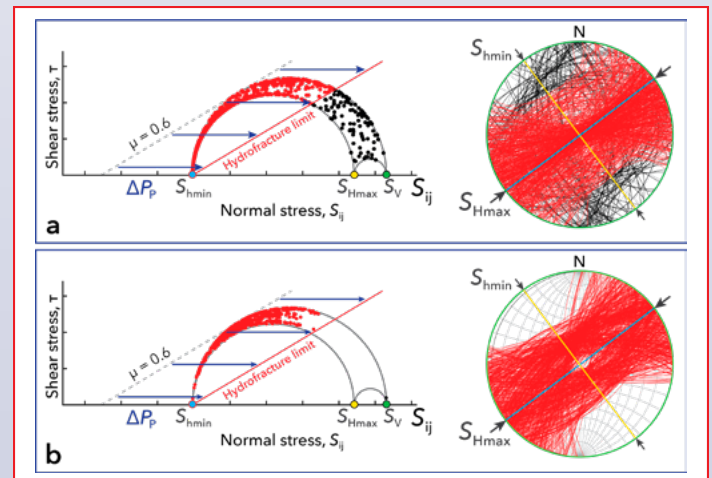 Shear stress, τ
μ = 0.6
Hydrofracture limit
ΔPP
Shmin
SHmax
SV
Sij
Normal stress, Sij
a
N
Shmin
SHmax
Shear stress, τ
μ = 0.6
Hydrofracture limit
ΔPP
Shmin
SHmax
SV
Sij
Normal stress, Sij
b
N
Shmin
SHmax